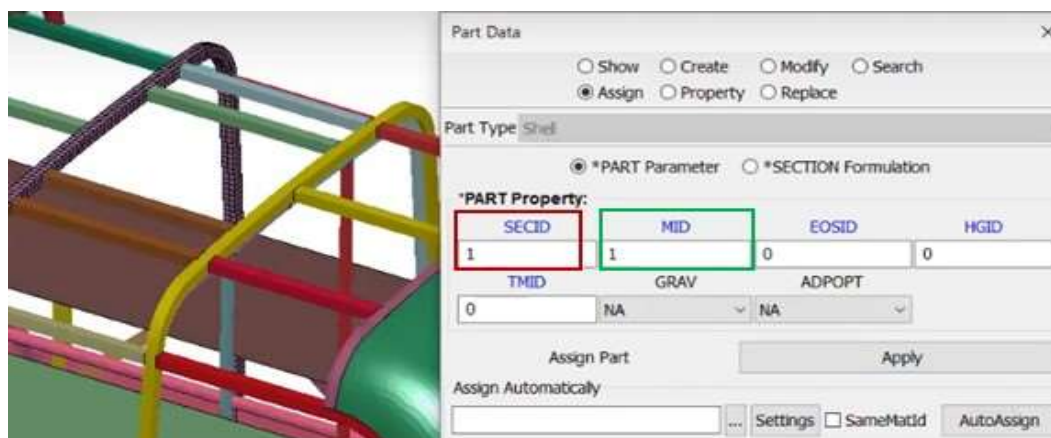 Part Data
Show Create Modify Search
Assign Property Replace
Part Type Shell
*PART Parameter *SECTION Formulation
*PART Property:
SECID MID EOSID HGID
1 1 0 0
TMID GRAV ADPOPT
0 NA NA
Assign Part Apply
Assign Automatically
... Settings SameMatId AutoAssign